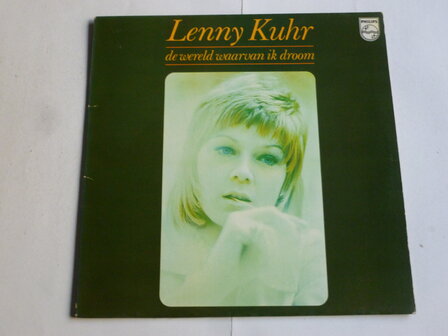 Lenny Kuhr
PHILIPS
de wereld waarvan ik droom